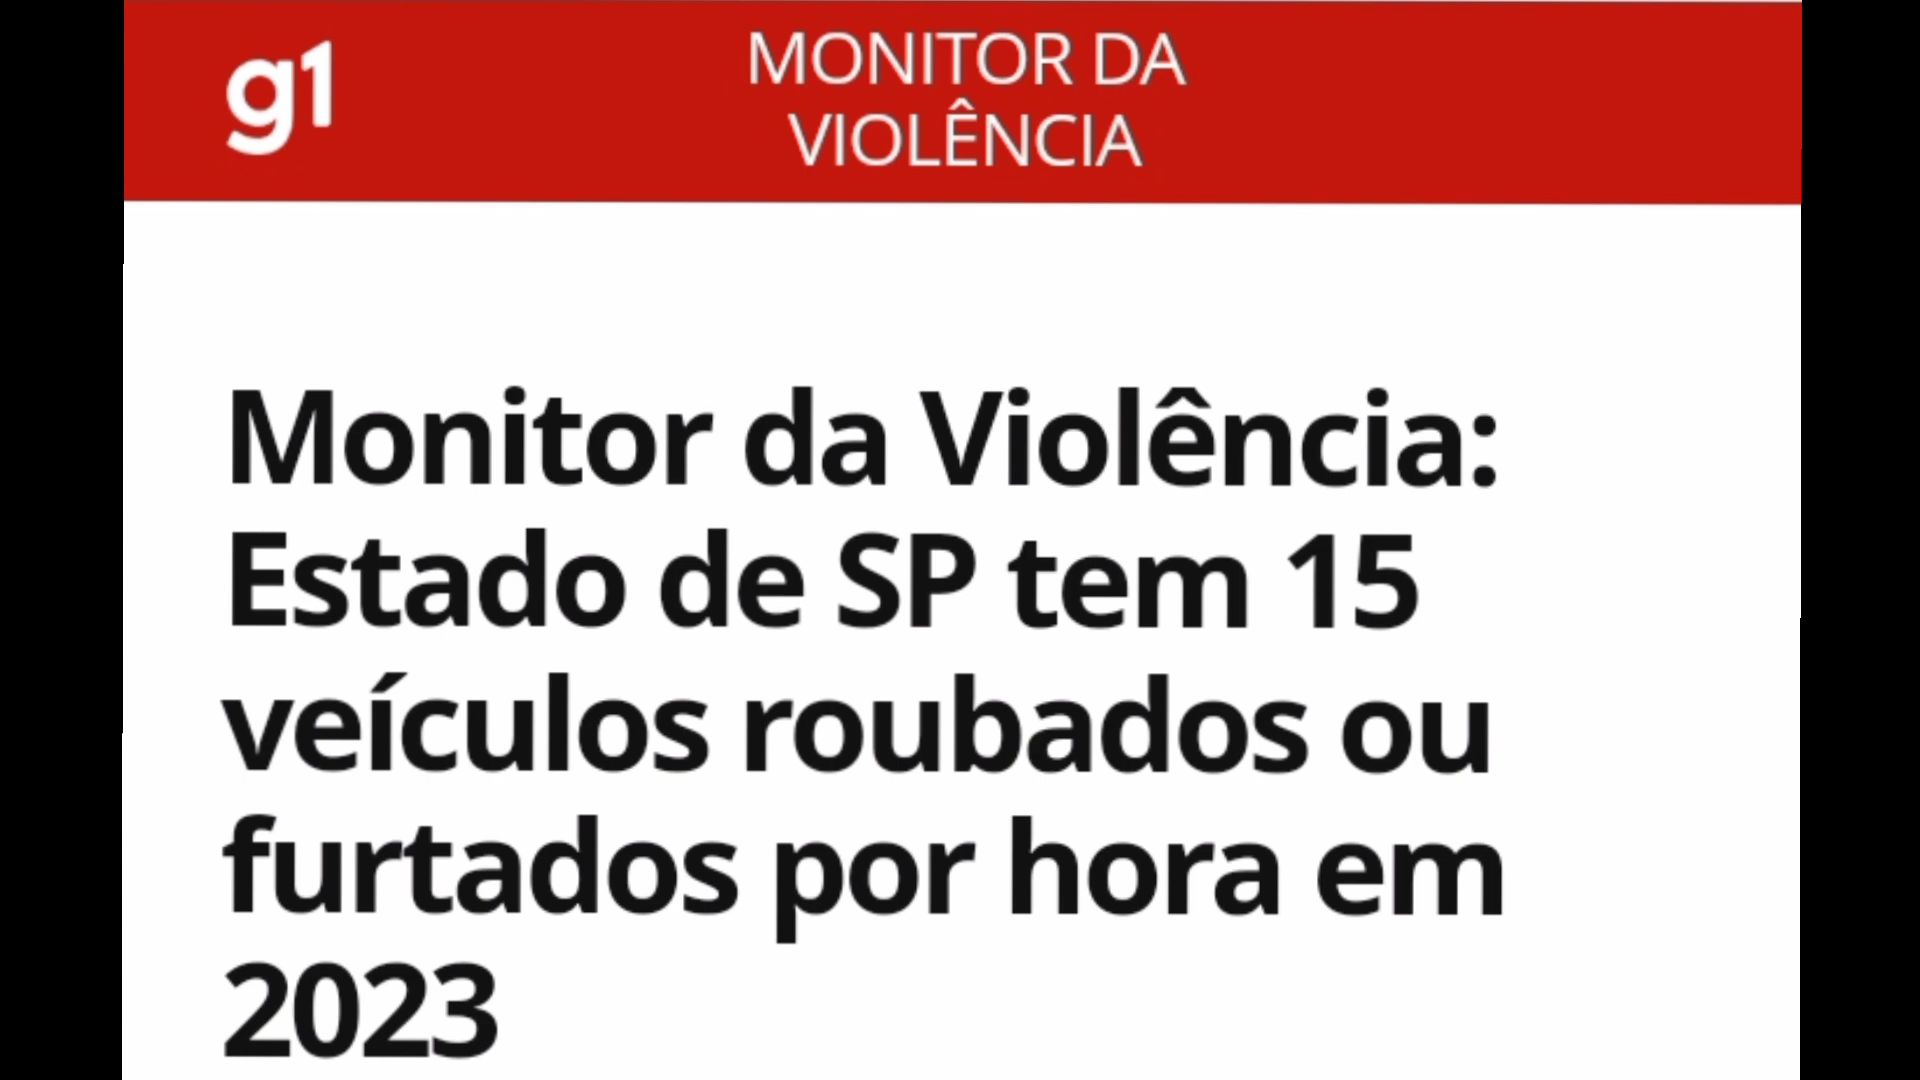 g1
MONITOR DA
VIOLÊNCIA
Monitor da Violência:
Estado de SP tem 15
veículos roubados ou
furtados por hora em
2023